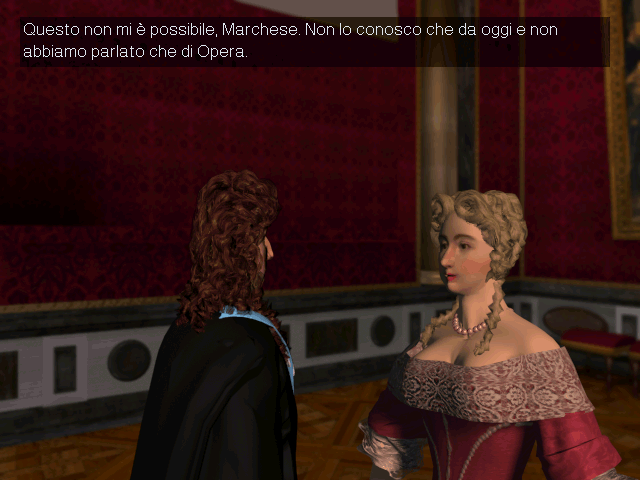 Questo non mi è possibile, Marchese. Non lo conosco che da oggi e non
abbiamo parlato che di Opera.